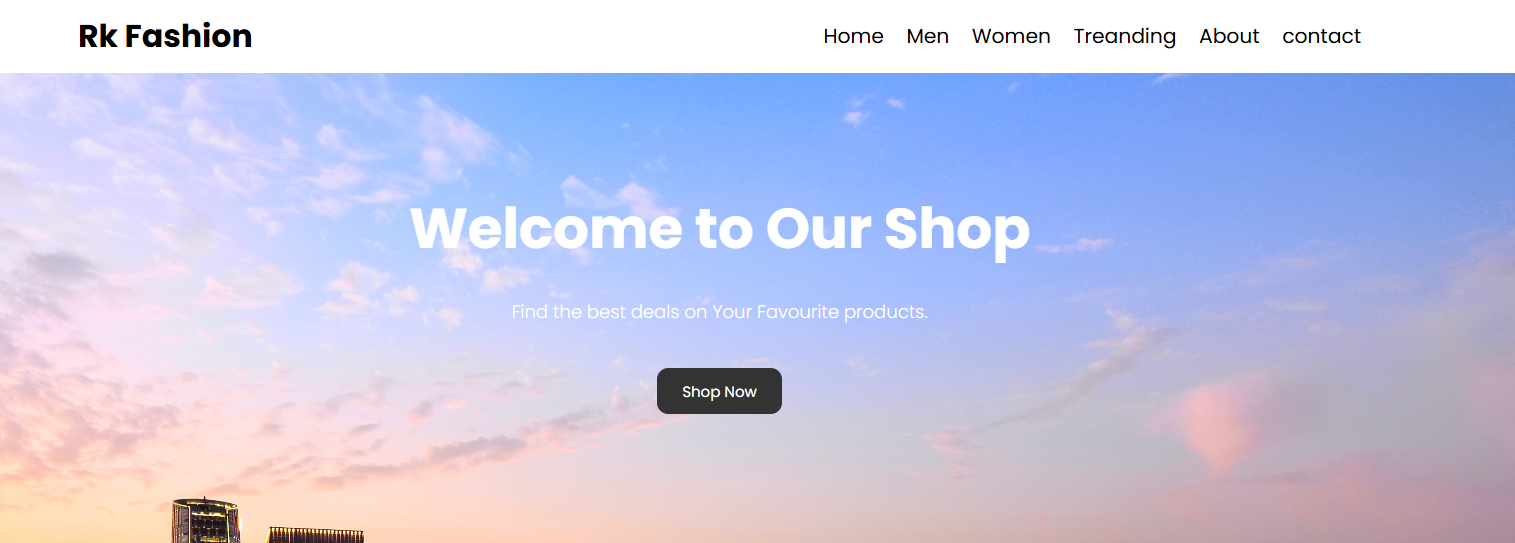 Rk Fashion
Home Men Women Treanding About contact
Welcome to Our Shop
Find the best deals on Your Favourite products.
Shop Now